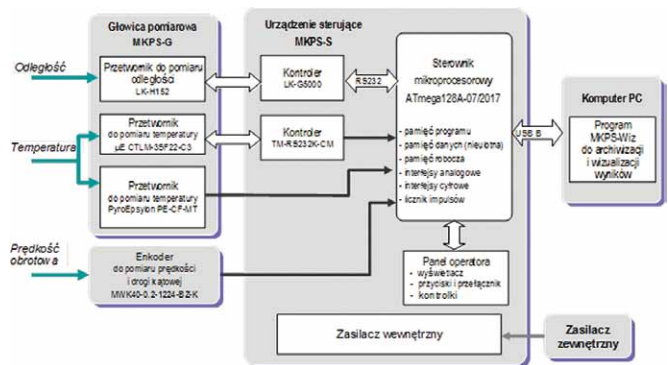 Głowica pomiarowa
MKPS-G
Urządzenie sterujące
MKPS-S
Odległość
Przetwornik do pomiaru
odległości
LK-H152
Kontroler
LK-G5000
RS232
Sterownik
mikroprocesorowy
ATmega128A-07/2017
- pamięć programu
- pamięć danych (nieulotna)
- pamięć robocza
- interfejsy analogowe
- interfejsy cyfrowe
- licznik impulsów
USB B
Komputer PC
Program
MKPS-Wiz
do archiwizacji
i wizualizacji
wyników
Temperatura
Przetwornik
do pomiaru temperatury
µE CTLM-3SF22-C3
Kontroler
TM-RS232K-CM
Przetwornik
do pomiar temperatury
PyroEpsylon PE-CF-MT
Prędkość
obrotowa
Enkoder
do pomiaru prędkości
i drogi kątowej
MWK40-0.2-1224-BZ-K
Panel operatora
• wyświetlacz
• przyciski i przełącznik
• kontrolki
Zasilacz wewnętrzny
Zasilacz
zewnętrzny